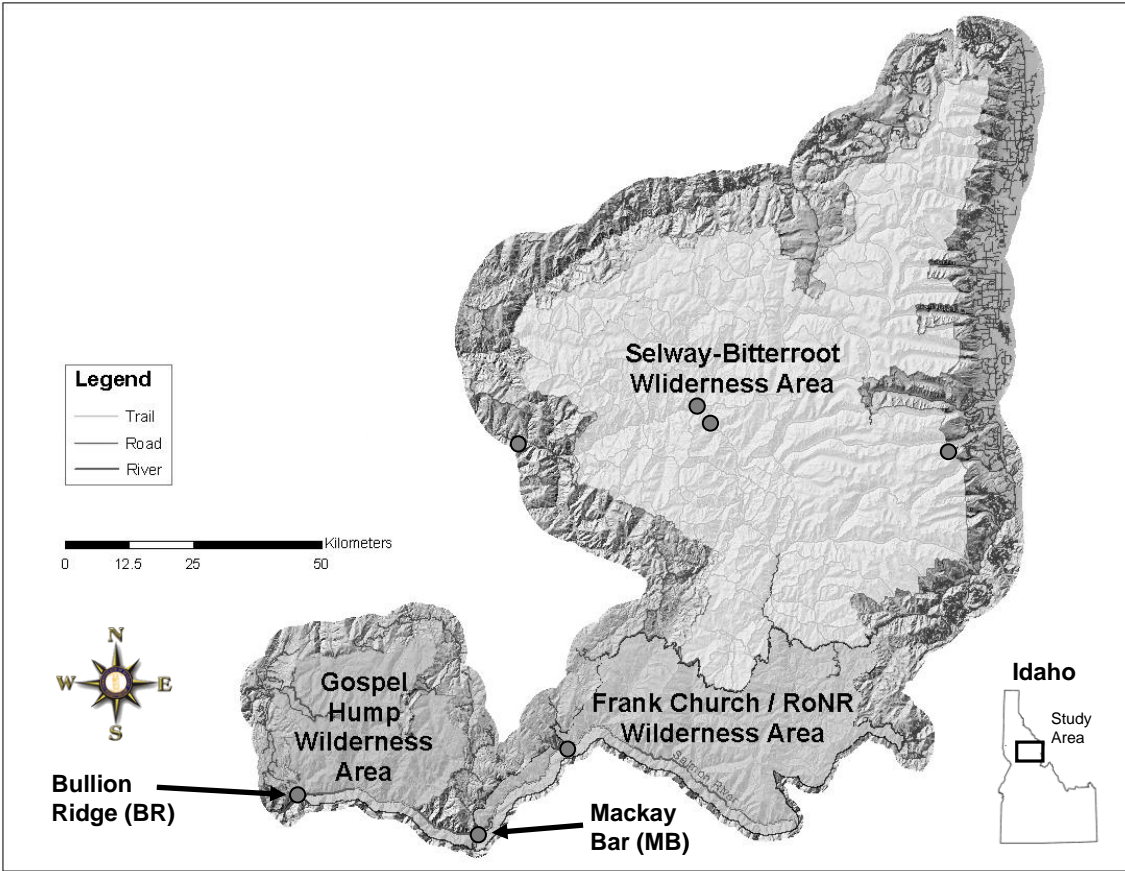 Selway-Bitterroot
Wliderness Area
Legend
Trail
Road
River
Kilometers
0 12.5 25 50
N
W E
S
Gospel
Hump
Wilderness
Area
Frank Church / RoNR
Wilderness Area
Salmon River
Idaho
Study
Area
Bullion
Ridge (BR)
Mackay
Bar (MB)